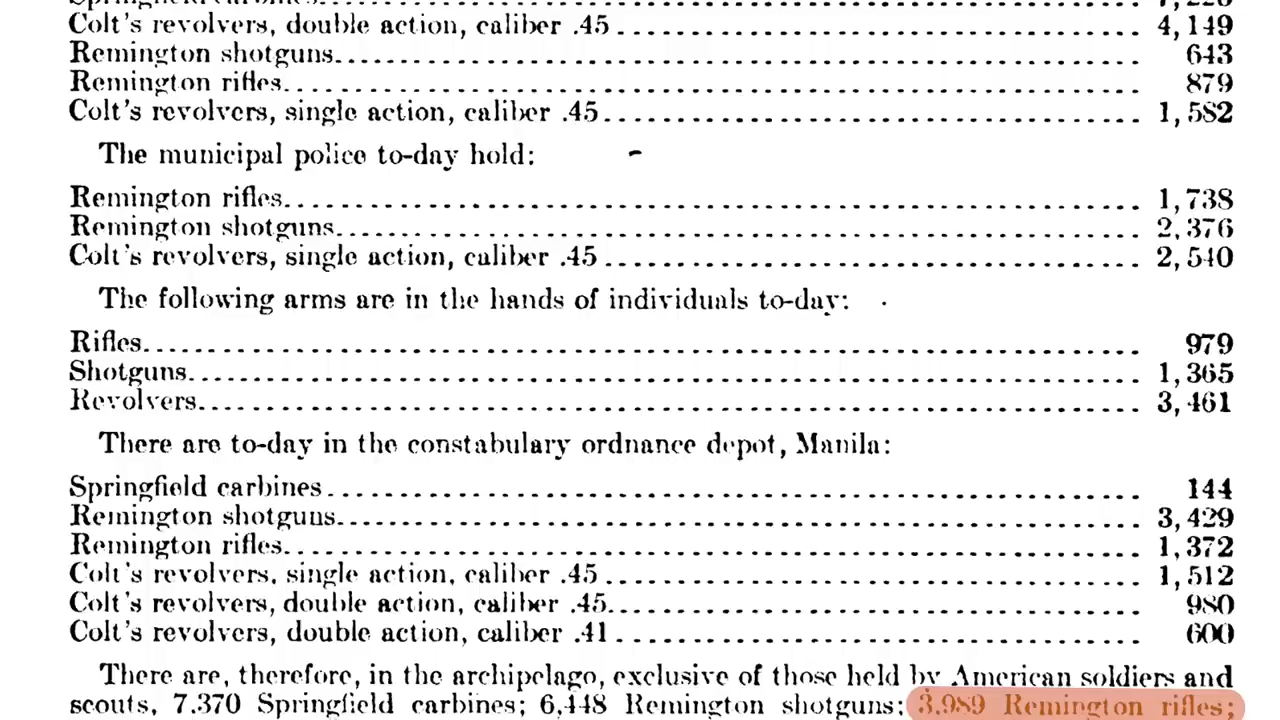 Colt's revolvers, double action, caliber .45........ 4,149
Remington shotguns........ 643
Remington rifles........ 879
Colt's revolvers, single action, caliber .45........ 1,582
The municipal police to-day hold:
Remington rifles........ 1,738
Remington shotguns........ 2,376
Colt's revolvers, single action, caliber .45........ 2,540
The following arms are in the hands of individuals to-day:
Rifles........ 979
Shotguns........ 1,365
Revolvers........ 3,461
There are to-day in the constabulary ordnance depot, Manila:
Springfield carbines........ 144
Remington shotguns........ 3,429
Remington rifles........ 1,372
Colt's revolvers, single action, caliber .45........ 1,512
Colt's revolvers, double action, caliber .45........ 980
Colt's revolvers, double action, caliber .41........ 600
There are, therefore, in the archipelago, exclusive of those held by American soldiers and
scouts, 7,370 Springfield carbines; 6,448 Remington shotguns; 3,989 Remington rifles;